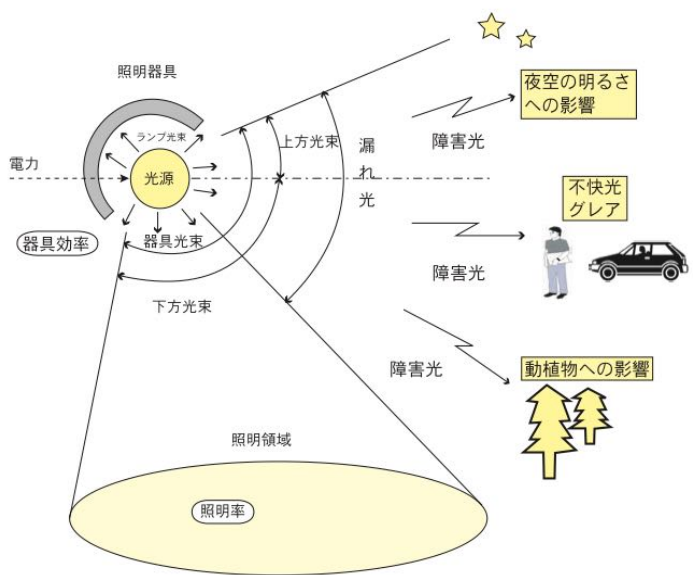 照明器具
夜空の明るさ
への影響
ランプ光束
上方光束
漏れ光
障害光
電力
光源
不快光
グレア
器具効率
器具光束
障害光
下方光束
障害光
動植物への影響
照明領域
照明率